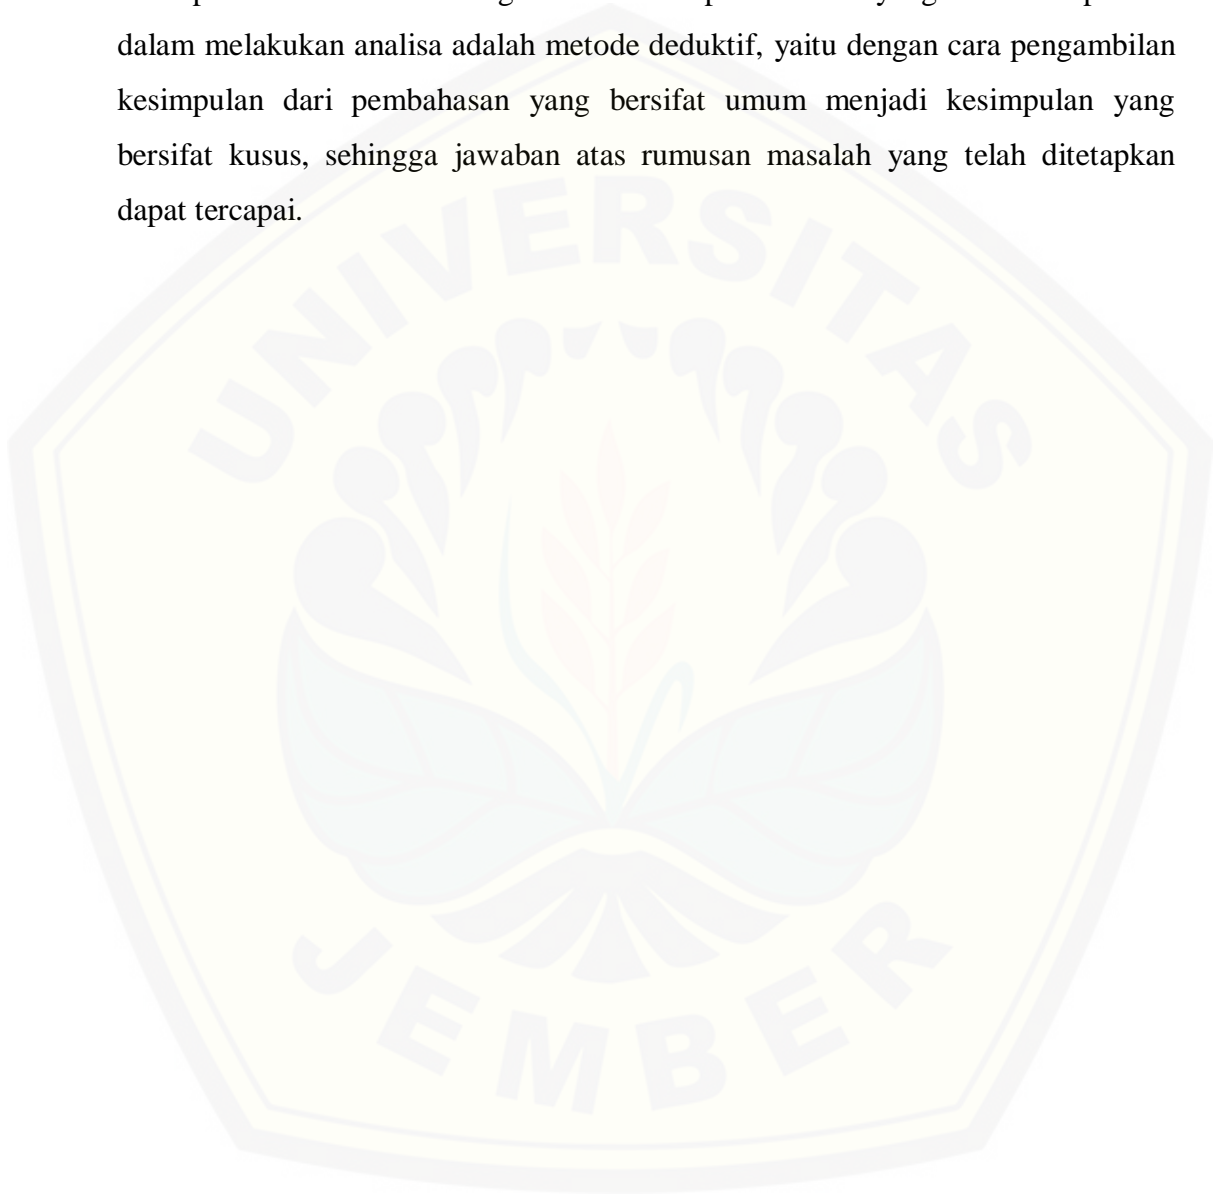 dalam melakukan analisa adalah metode deduktif, yaitu dengan cara pengambilan
kesimpulan dari pembahasan yang bersifat umum menjadi kesimpulan yang
bersifat kusus, sehingga jawaban atas rumusan masalah yang telah ditetapkan
dapat tercapai.
UNIVERSITAS
JEMBER